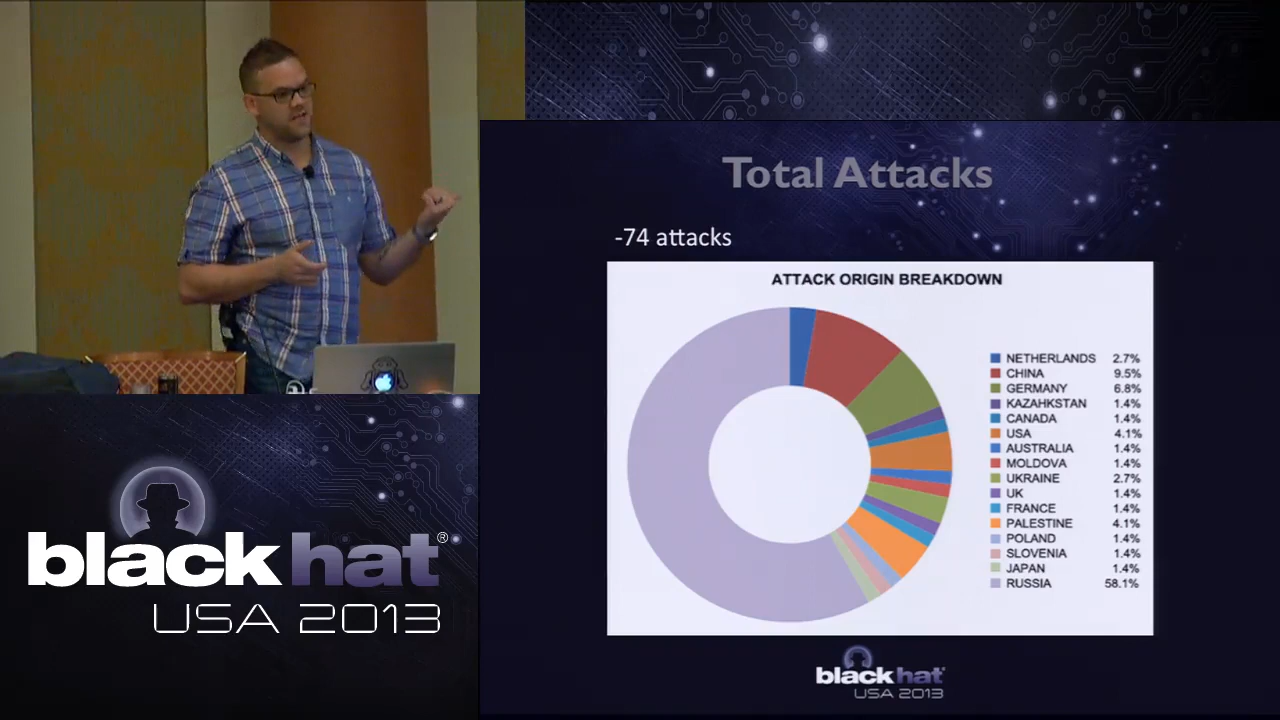 Total Attacks
-74 attacks
ATTACK ORIGIN BREAKDOWN
NETHERLANDS 2.7%
CHINA 9.5%
GERMANY 6.8%
KAZAHKSTAN 1.4%
CANADA 1.4%
USA 4.1%
AUSTRALIA 1.4%
MOLDOVA 1.4%
UKRAINE 2.7%
UK 1.4%
FRANCE 1.4%
PALESTINE 4.1%
POLAND 1.4%
SLOVENIA 1.4%
JAPAN 1.4%
RUSSIA 58.1%
black hat
USA 2013
black hat®
USA 2013